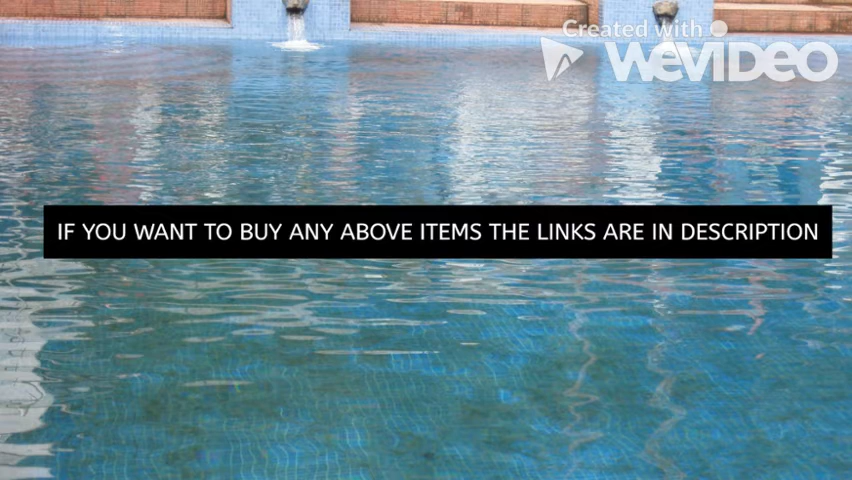 Created with
WEVIDEO
IF YOU WANT TO BUY ANY ABOVE ITEMS THE LINKS ARE IN DESCRIPTION